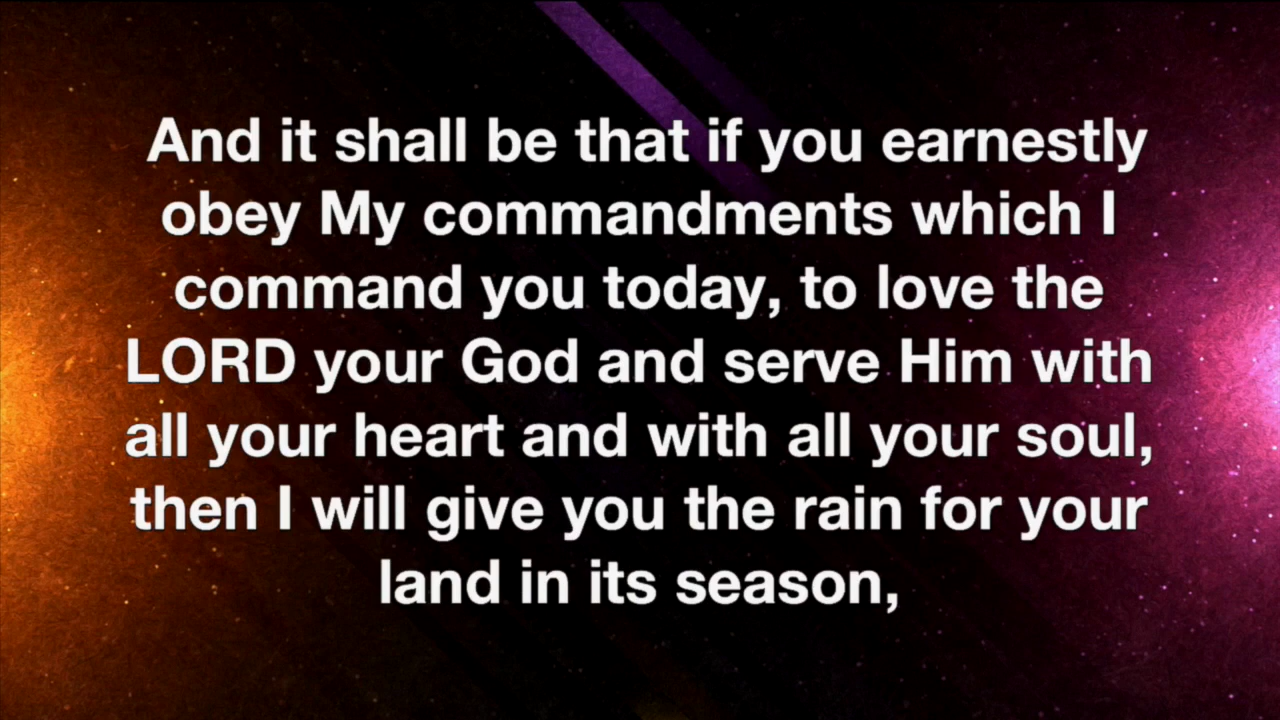 And it shall be that if you earnestly
obey My commandments which I
command you today, to love the
LORD your God and serve Him with
all your heart and with all your soul,
then I will give you the rain for your
land in its season,